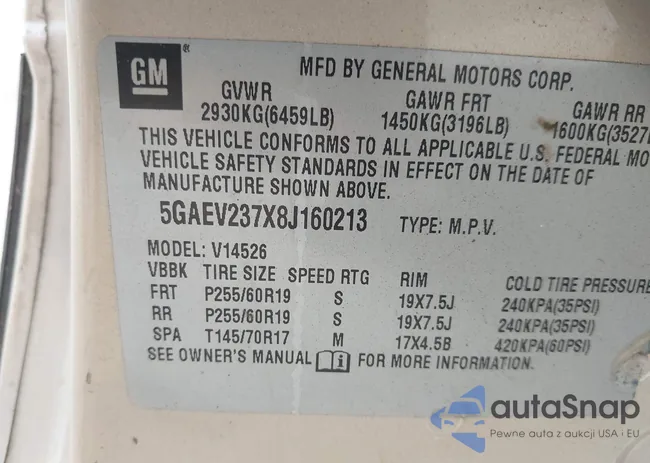 GM ®
MFD BY GENERAL MOTORS CORP.
GVWR GAWR FRT GAWR RR
2930KG(6459LB) 1450KG(3196LB) 1600KG(3527L
THIS VEHICLE CONFORMS TO ALL APPLICABLE U.S. FEDERAL MO
VEHICLE SAFETY STANDARDS IN EFFECT ON THE DATE OF
MANUFACTURE SHOWN ABOVE.
5GAEV237X8J160213 TYPE: M.P.V.
MODEL: V14526
VBBK TIRE SIZE SPEED RTG RIM COLD TIRE PRESSURE
FRT P255/60R19 S 19X7.5J 240KPA(35PSI)
RR P255/60R19 S 19X7.5J 240KPA(35PSI)
SPA T145/70R17 M 17X4.5B 420KPA(60PSI)
SEE OWNER'S MANUAL FOR MORE INFORMATION.
autaSnap
Pewne auta z aukcji USA i EU